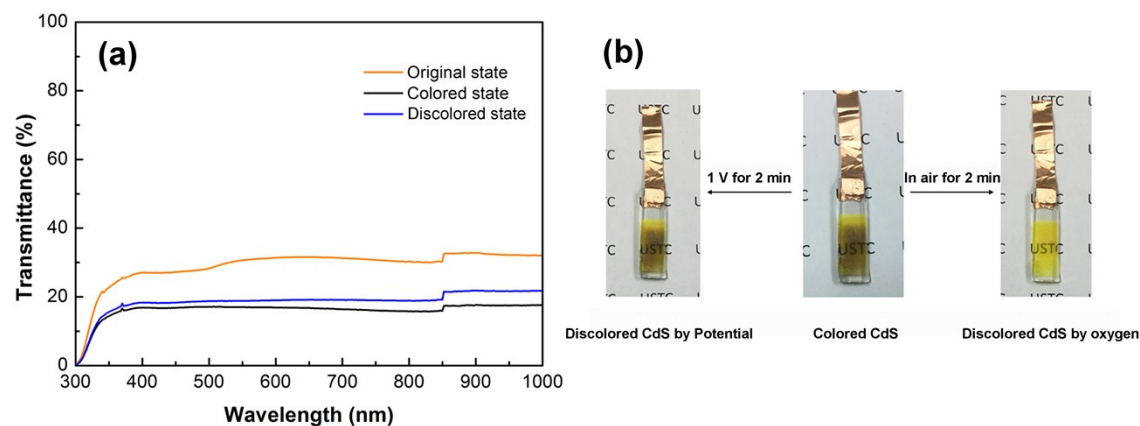 (a)
Transmittance (%)
100
80
60
40
20
0
Original state
Colored state
Discolored state
300
400
500
600
700
800
900
1000
Wavelength (nm)
(b)
USTC
1 V for 2 min
USTC
In air for 2 min
USTC
Discolored CdS by Potential
Colored CdS
Discolored CdS by oxygen